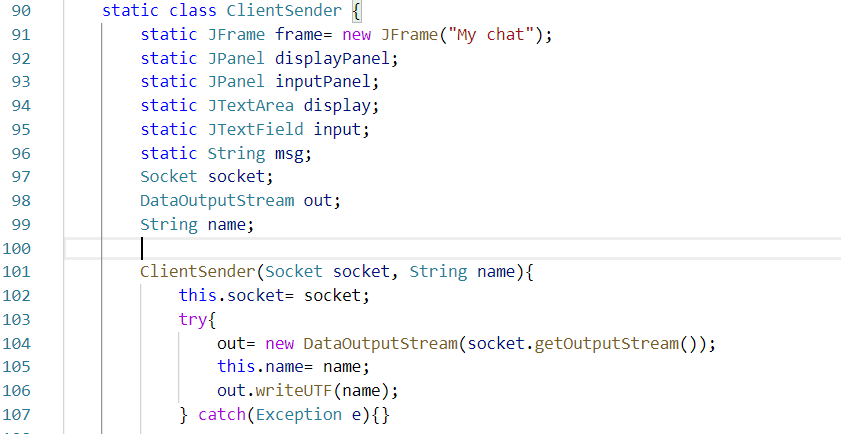 90 static class ClientSender {
91 static JFrame frame= new JFrame("My chat");
92 static JPanel displayPanel;
93 static JPanel inputPanel;
94 static JTextArea display;
95 static JTextField input;
96 static String msg;
97 Socket socket;
98 DataOutputStream out;
99 String name;
100
101 ClientSender(Socket socket, String name){
102 this.socket= socket;
103 try{
104 out= new DataOutputStream(socket.getOutputStream());
105 this.name= name;
106 out.writeUTF(name);
107 } catch(Exception e){}